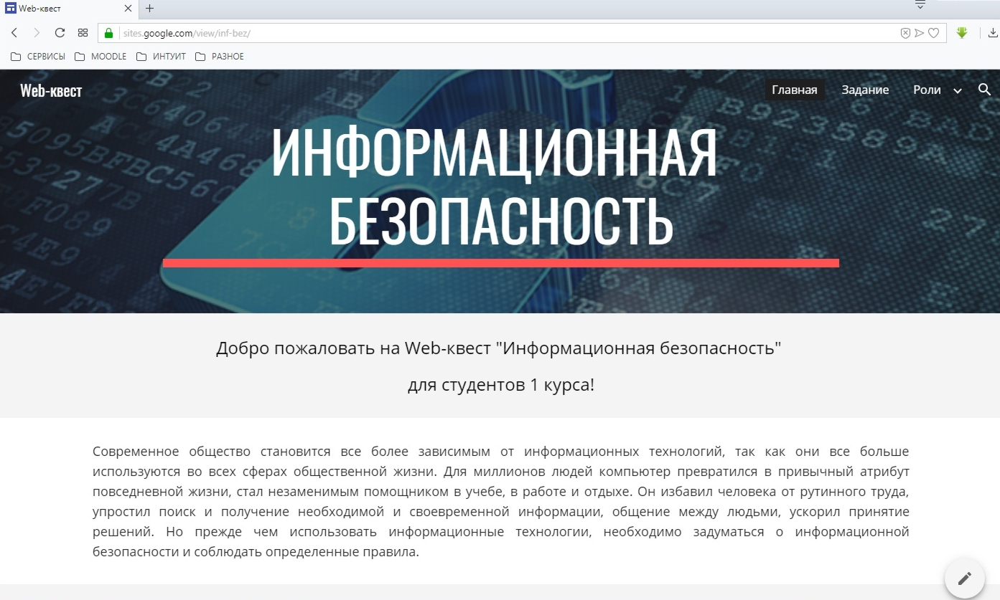 Web-квест
sites.google.com/view/inf-bez/
СЕРВИСЫ MOODLE ИНТУИТ РАЗНОЕ
Web-квест Главная Задание Роли
ИНФОРМАЦИОННАЯ
БЕЗОПАСНОСТЬ
Добро пожаловать на Web-квест "Информационная безопасность"
для студентов 1 курса!
Современное общество становится все более зависимым от информационных технологий, так как они все больше
используются во всех сферах общественной жизни. Для миллионов людей компьютер превратился в привычный атрибут
повседневной жизни, стал незаменимым помощником в учебе, в работе и отдыхе. Он избавил человека от рутинного труда,
упростил поиск и получение необходимой и своевременной информации, общение между людьми, ускорил принятие
решений. Но прежде чем использовать информационные технологии, необходимо задуматься о информационной
безопасности и соблюдать определенные правила.